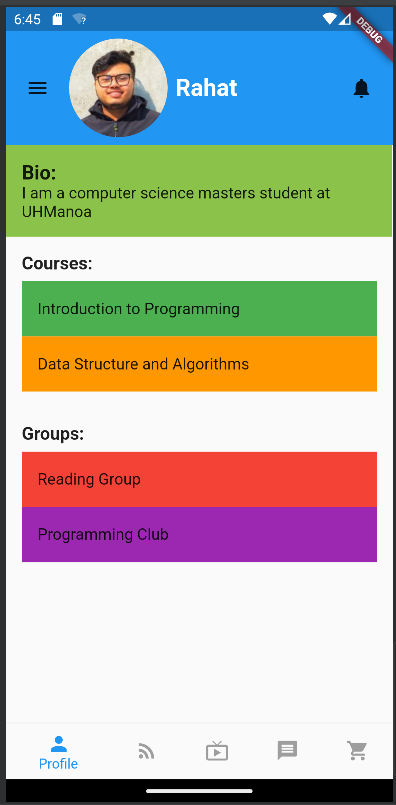 6:45
DEBUG
Rahat
Bio:
I am a computer science masters student at
UHManoa
Courses:
Introduction to Programming
Data Structure and Algorithms
Groups:
Reading Group
Programming Club
Profile